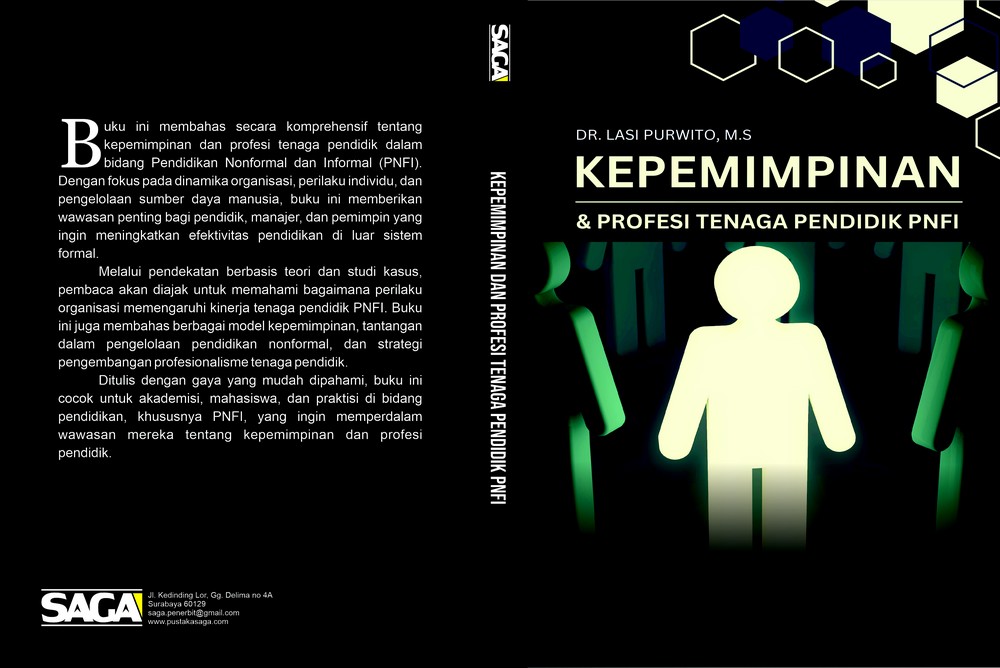 Buku ini membahas secara komprehensif tentang
kepemimpinan dan profesi tenaga pendidik dalam
bidang Pendidikan Nonformal dan Informal (PNFI).
Dengan fokus pada dinamika organisasi, perilaku individu, dan
pengelolaan sumber daya manusia, buku ini memberikan
wawasan penting bagi pendidik, manajer, dan pemimpin yang
ingin meningkatkan efektivitas pendidikan di luar sistem
formal.
Melalui pendekatan berbasis teori dan studi kasus,
pembaca akan diajak untuk memahami bagaimana perilaku
organisasi memengaruhi kinerja tenaga pendidik PNFI. Buku
ini juga membahas berbagai model kepemimpinan, tantangan
dalam pengelolaan pendidikan nonformal, dan strategi
pengembangan profesionalisme tenaga pendidik.
Ditulis dengan gaya yang mudah dipahami, buku ini
cocok untuk akademisi, mahasiswa, dan praktisi di bidang
pendidikan, khususnya PNFI, yang ingin memperdalam
wawasan mereka tentang kepemimpinan dan profesi
pendidik.
SAGA
Jl. Kedinding Lor, Gg. Delima no 4A
Surabaya 60129
saga.penerbit@gmail.com
www.pustakasaga.com
SAGA
KEPEMIMPINAN DAN PROFESI TENAGA PENDIDIK PNFI
DR. LASI PURWITO, M.S
KEPEMIMPINAN
& PROFESI TENAGA PENDIDIK PNFI